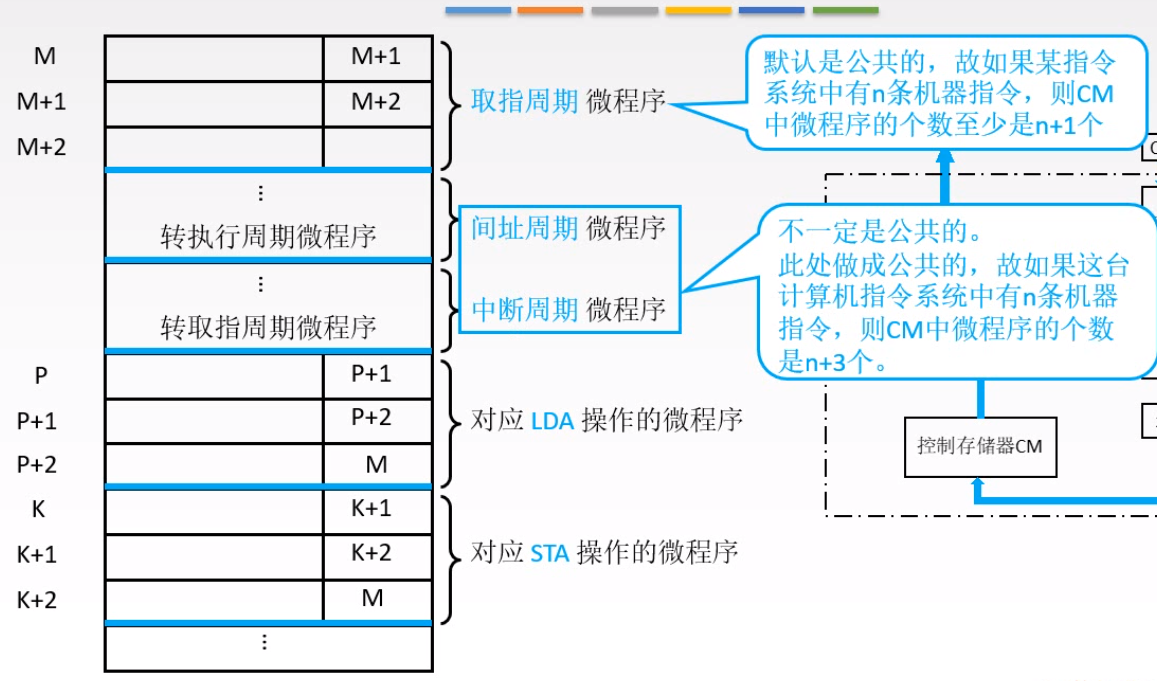 M
M+1
M+1
M+2
M+2
取指周期 微程序
默认是公共的，故如果某指令
系统中有n条机器指令，则CM
中微程序的个数至少是n+1个
⋮
转执行周期微程序
间址周期 微程序
⋮
转取指周期微程序
中断周期 微程序
不一定是公共的。
此处做成公共的，故如果这台
计算机指令系统中有n条机器
指令，则CM中微程序的个数
是n+3个。
P
P+1
P+1
P+2
P+2
M
对应 LDA 操作的微程序
控制存储器CM
K
K+1
K+1
K+2
K+2
M
对应 STA 操作的微程序
⋮